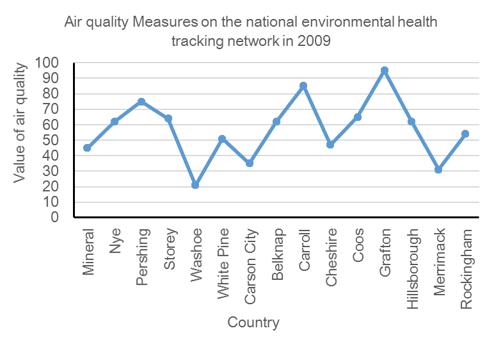 Air quality Measures on the national environmental health
tracking network in 2009
Value of air quality
100
90
80
70
60
50
40
30
20
10
0
Mineral
Nye
Pershing
Storey
Washoe
White Pine
Carson City
Belknap
Carroll
Cheshire
Coos
Grafton
Hillsborough
Merrimack
Rockingham
Country